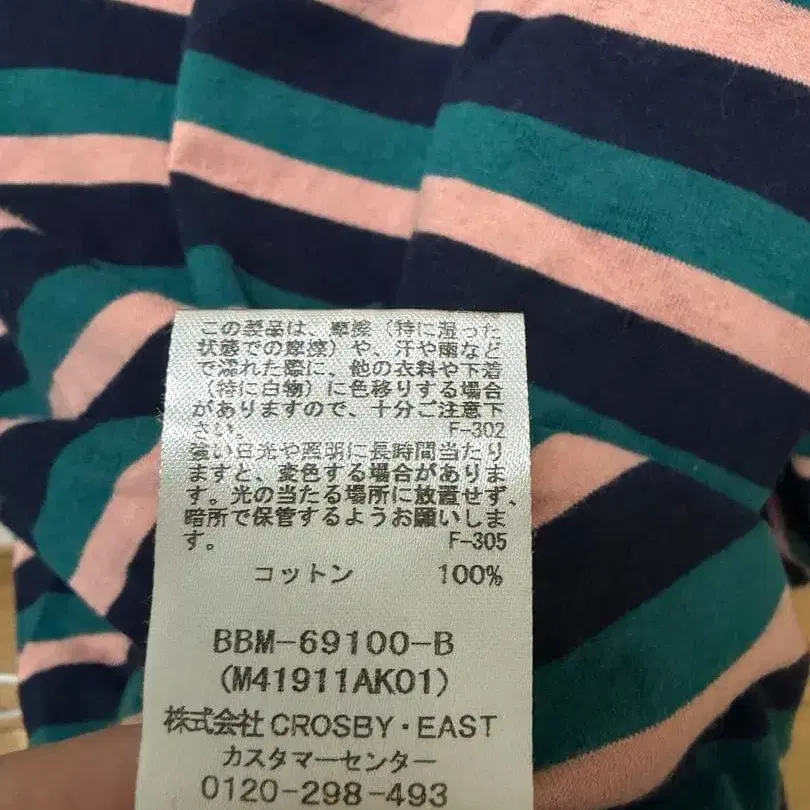 この製品は、摩擦（特に湿った
状態での摩擦）や、汗や雨など
で濡れた際に、他の衣料や下着
（特に白物）に色移りする場合
がありますので、十分ご注意下
さい。 F-302
強い日光や照明に長時間当たり
ますと、変色する場合がありま
す。光の当たる場所に放置せず、
暗所で保管するようお願いしま
す。 F-305
コットン 100%
BBM-69100-B
(M41911AK01)
株式会社 CROSBY・EAST
カスタマーセンター
0120-298-493